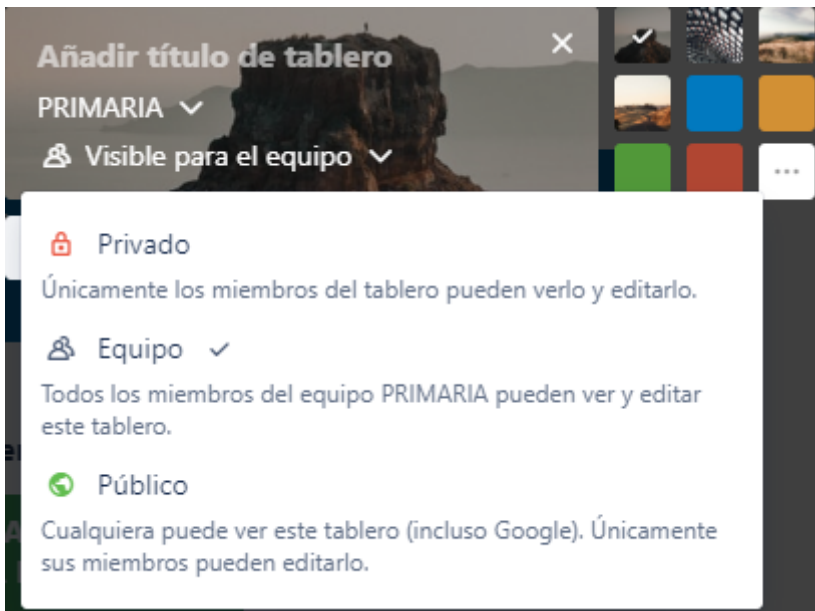 Añadir título de tablero
PRIMARIA
Visible para el equipo
Privado
Únicamente los miembros del tablero pueden verlo y editarlo.
Equipo
Todos los miembros del equipo PRIMARIA pueden ver y editar
este tablero.
Público
Cualquiera puede ver este tablero (incluso Google). Únicamente
sus miembros pueden editarlo.